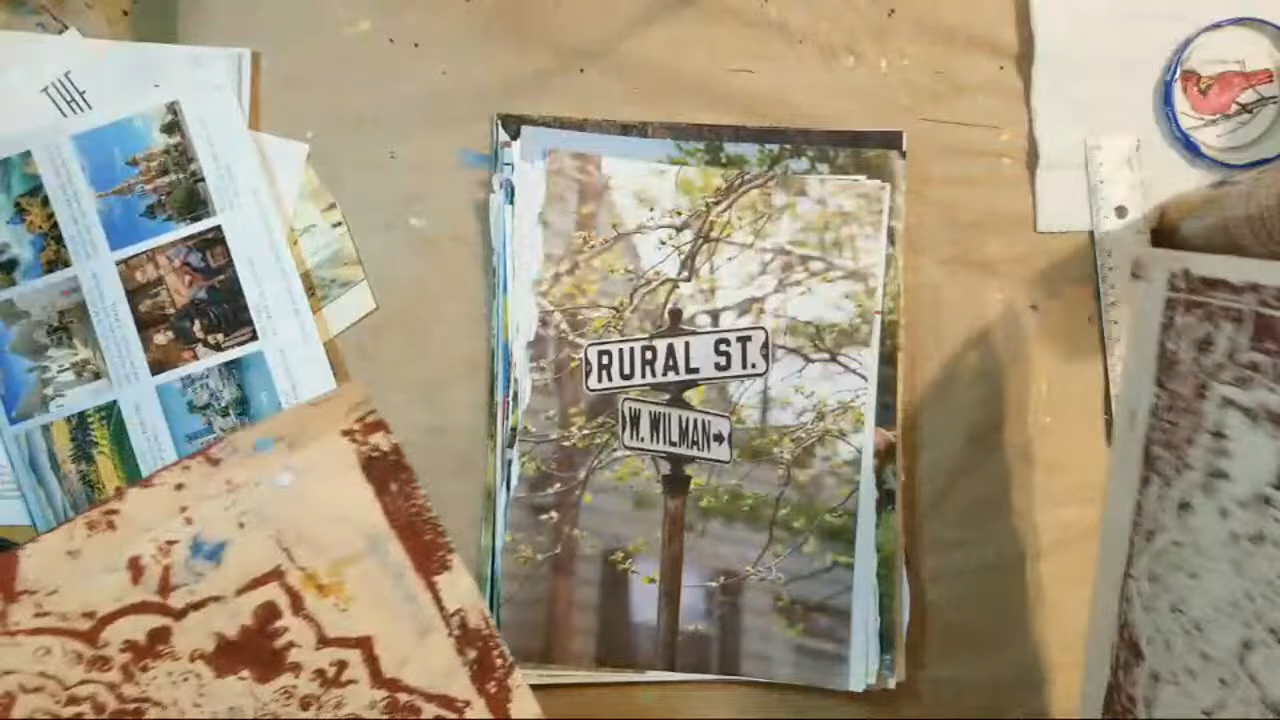 THE
RURAL ST.
W. WILMAN→